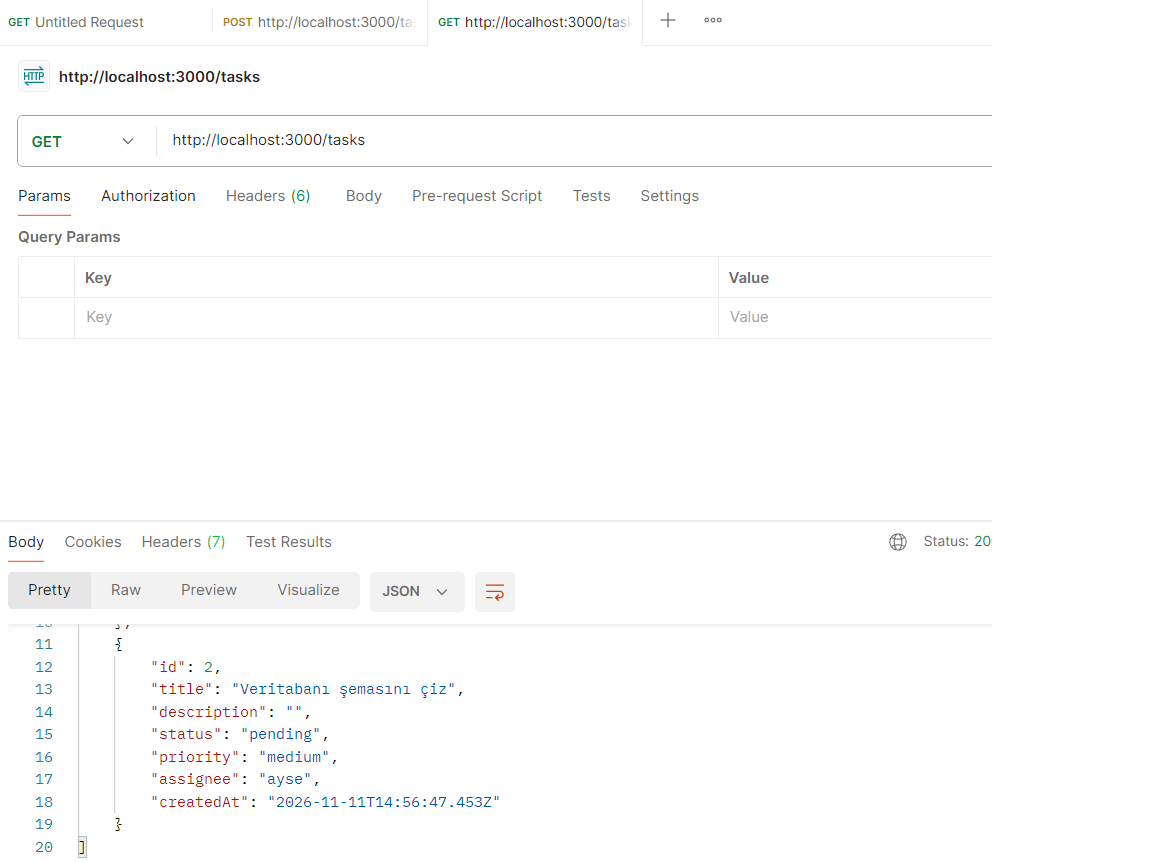 GET Untitled Request POST http://localhost:3000/ta GET http://localhost:3000/tas
HTTP http://localhost:3000/tasks
GET http://localhost:3000/tasks
Params Authorization Headers (6) Body Pre-request Script Tests Settings
Query Params
Key Value
Key Value
Body Cookies Headers (7) Test Results Status: 20
Pretty Raw Preview Visualize JSON
11 {
12 "id": 2,
13 "title": "Veritabanı şemasını çiz",
14 "description": "",
15 "status": "pending",
16 "priority": "medium",
17 "assignee": "ayse",
18 "createdAt": "2026-11-11T14:56:47.453Z"
19 }
20 ]